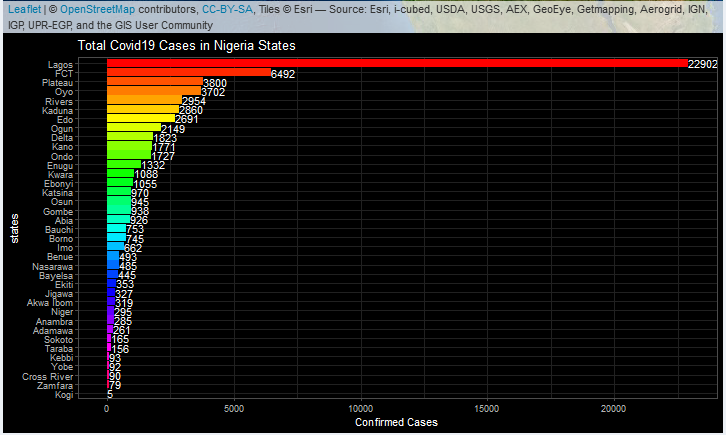 Leaflet | © OpenStreetMap contributors, CC-BY-SA, Tiles © Esri — Source: Esri, i-cubed, USDA, USGS, AEX, GeoEye, Getmapping, Aerogrid, IGN,
IGP, UPR-EGP, and the GIS User Community
Total Covid19 Cases in Nigeria States
states
Lagos 22902
FCT 6492
Plateau 3800
Oyo 3702
Rivers 2954
Kaduna 2860
Edo 2691
Ogun 2149
Delta 1823
Kano 1771
Ondo 1727
Enugu 1332
Kwara 1088
Ebonyi 1055
Katsina 970
Osun 945
Gombe 938
Abia 926
Bauchi 753
Borno 745
Imo 662
Benue 493
Nasarawa 485
Bayelsa 445
Ekiti 353
Jigawa 327
Akwa Ibom 319
Niger 295
Anambra 285
Adamawa 261
Sokoto 165
Taraba 156
Kebbi 93
Yobe 92
Cross River 90
Zamfara 79
Kogi 5
0 5000 10000 15000 20000
Confirmed Cases